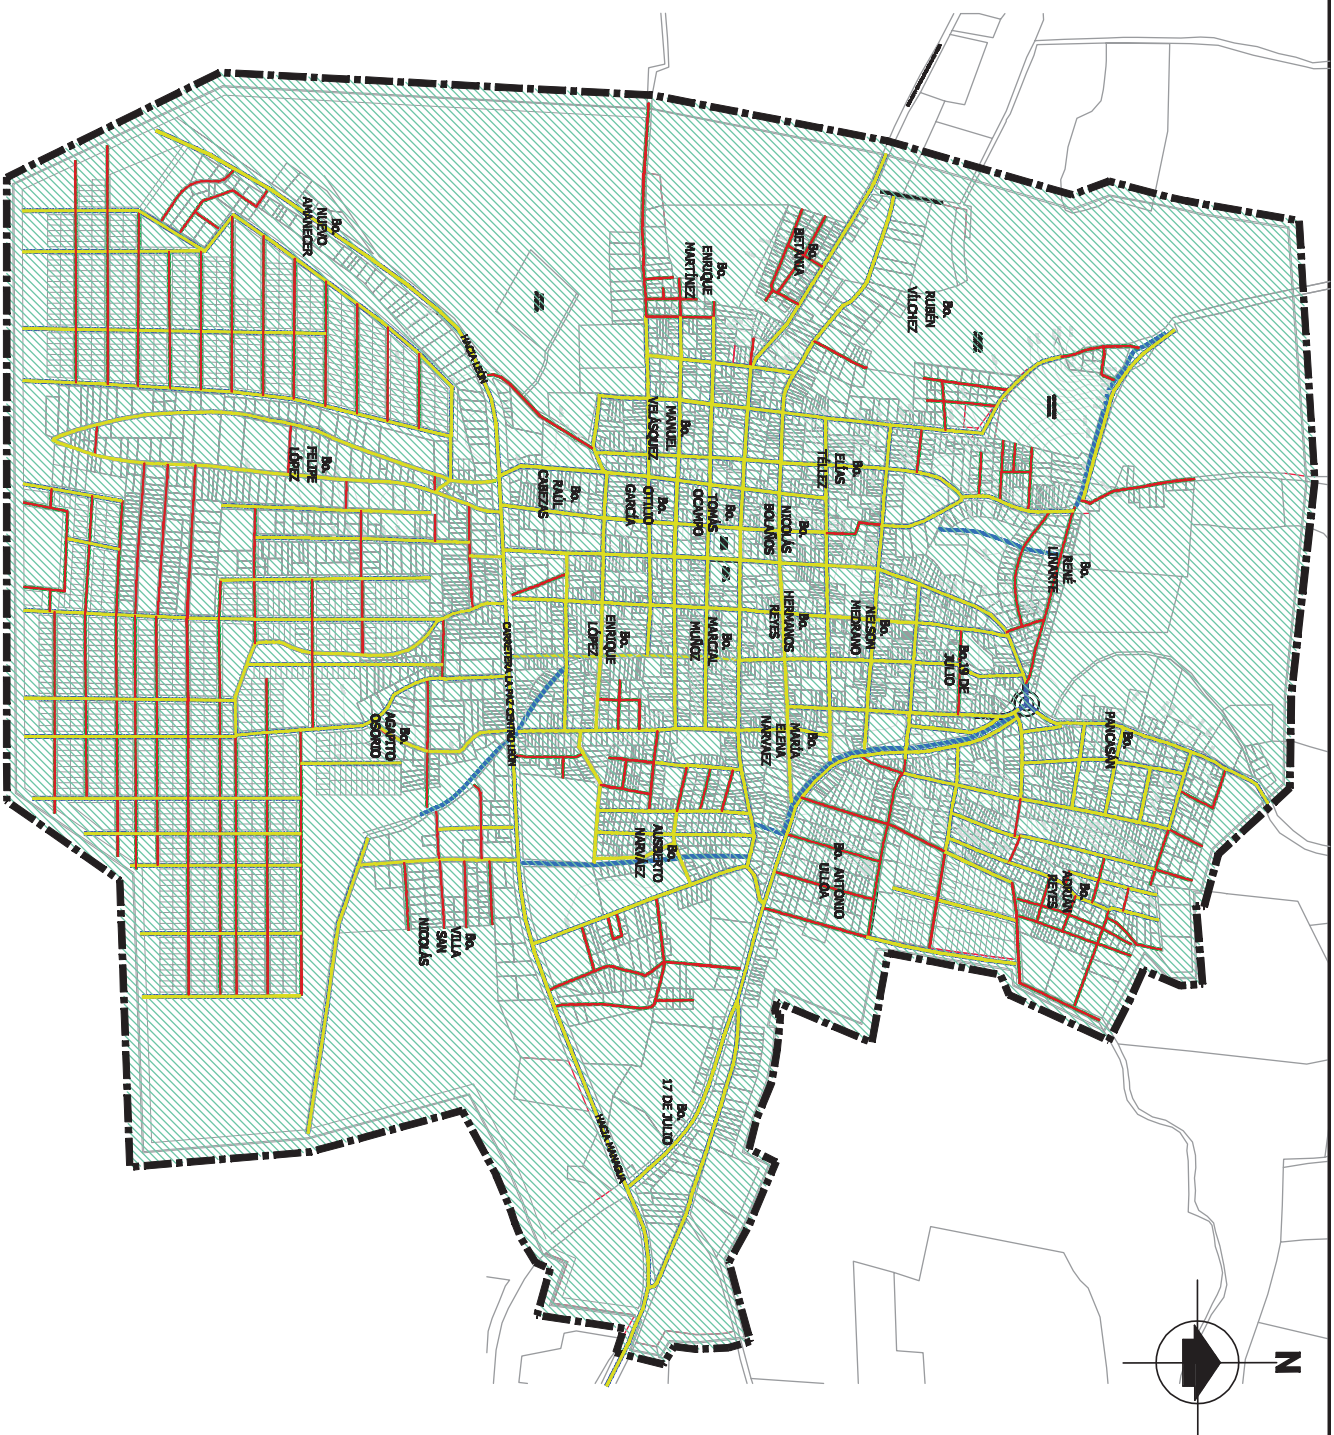 Bo.
NUEVO
AMANECER
Bo.
ENRIQUE
MARTÍNEZ
Bo.
BETANIA
Bo.
RUBÉN
VÍLCHEZ
HACIA LEÓN
Bo.
FELIPE
LÓPEZ
Bo.
RAÚL
CABEZAS
Bo.
MANUEL
VELÁSQUEZ
Bo.
OTILIO
GARCÍA
Bo.
TOMÁS
OCAMPO
Bo.
NICOLÁS
BOLAÑOS
Bo.
ELÍAS
TÉLLEZ
Bo.
RENÉ
LINARTE
Bo.
ENRIQUE
LÓPEZ
Bo.
MARCIAL
MUÑOZ
Bo.
HERMANOS
REYES
Bo.
NELSON
MEDRANO
Bo. 19 DE
JULIO
CARRETERA LA PAZ CENTRO LEÓN
Bo.
AGAPITO
OSORIO
Bo.
MARÍA
ELENA
NARVÁEZ
Bo.
PANCASÁN
Bo.
VILLA
SAN
NICOLÁS
Bo.
AUSBERTO
NARVÁEZ
Bo. ANTONIO
ULLOA
Bo.
ADRIÁN
REYES
Bo.
17 DE JULIO
HACIA MANAGUA
N